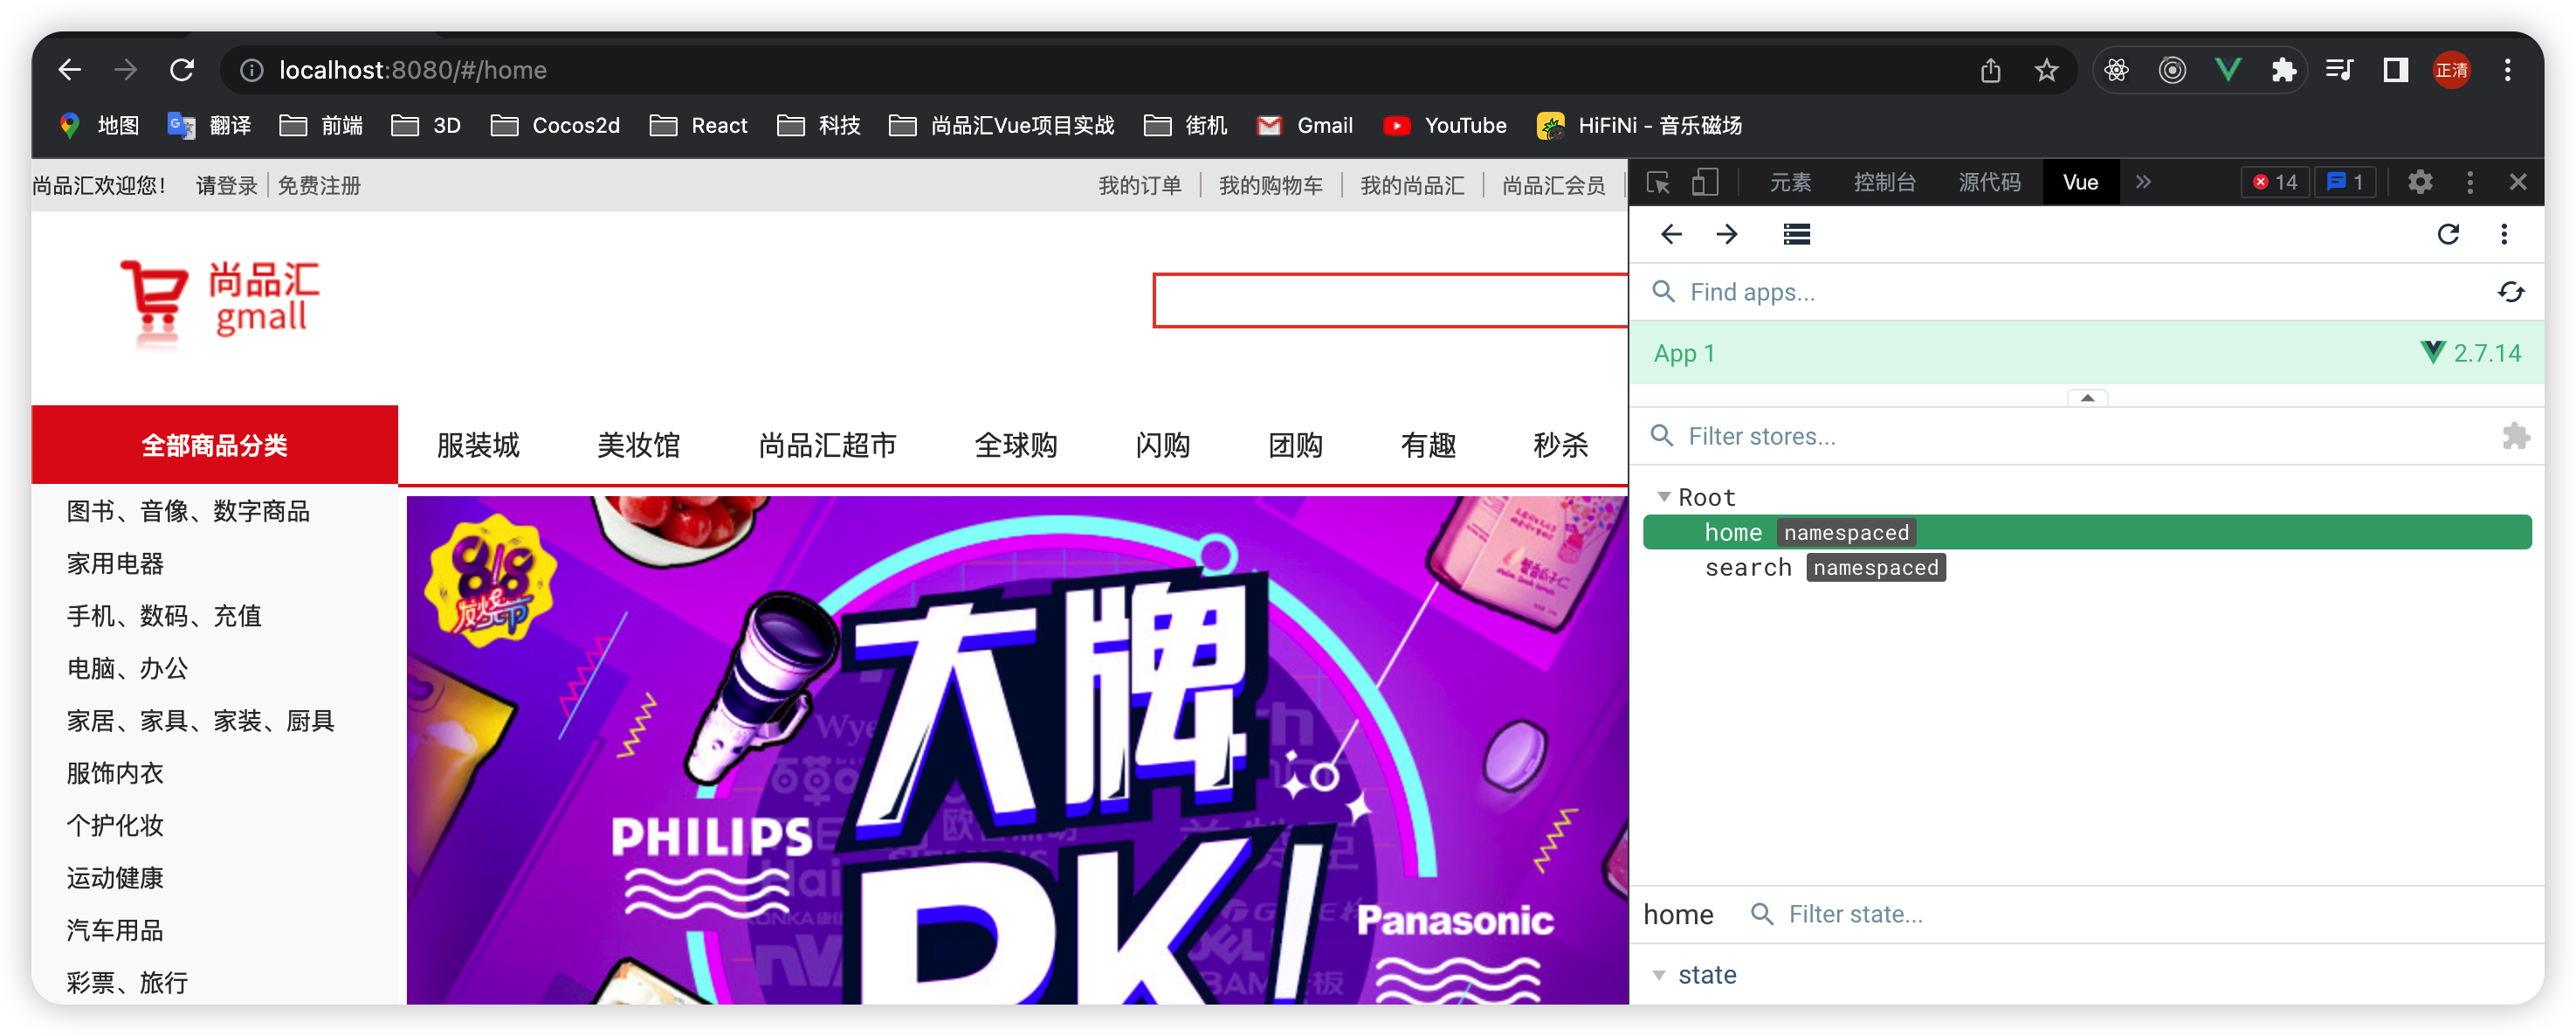 localhost:8080/#/home
正清
地图 翻译 前端 3D Cocos2d React 科技 尚品汇Vue项目实战 街机 Gmail YouTube HiFiNi - 音乐磁场
尚品汇欢迎您! 请登录 免费注册 我的订单 我的购物车 我的尚品汇 尚品汇会员
尚品汇
gmall
全部商品分类 服装城 美妆馆 尚品汇超市 全球购 闪购 团购 有趣 秒杀
图书、音像、数字商品
家用电器
手机、数码、充值
电脑、办公
家居、家具、家装、厨具
服饰内衣
个护化妆
运动健康
汽车用品
彩票、旅行
818
发烧节
大牌
PK!
PHILIPS
Panasonic
元素 控制台 源代码 Vue 14 1
Find apps...
App 1 2.7.14
Filter stores...
Root
home namespaced
search namespaced
home Filter state...
state